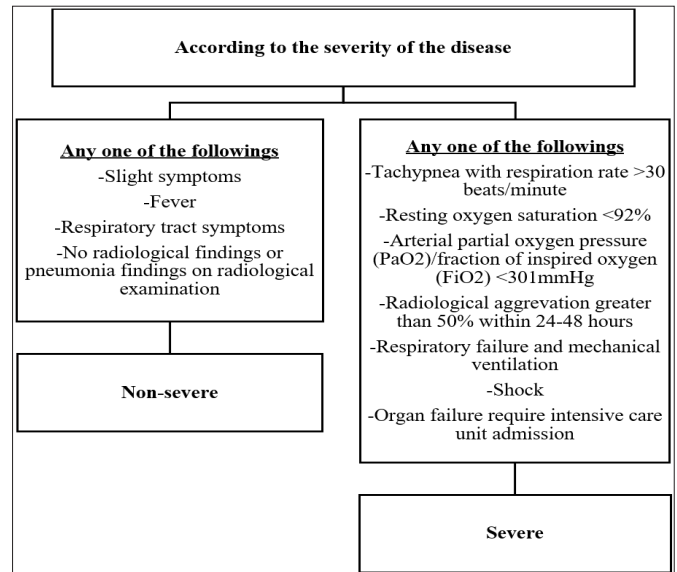 According to the severity of the disease
Any one of the followings
-Slight symptoms
-Fever
-Respiratory tract symptoms
-No radiological findings or
pneumonia findings on radiological
examination
Non-severe
Any one of the followings
-Tachypnea with respiration rate >30
beats/minute
-Resting oxygen saturation <92%
-Arterial partial oxygen pressure
(PaO2)/fraction of inspired oxygen
(FiO2) <301mmHg
-Radiological aggrevation greater
than 50% within 24-48 hours
-Respiratory failure and mechanical
ventilation
-Shock
-Organ failure require intensive care
unit admission
Severe